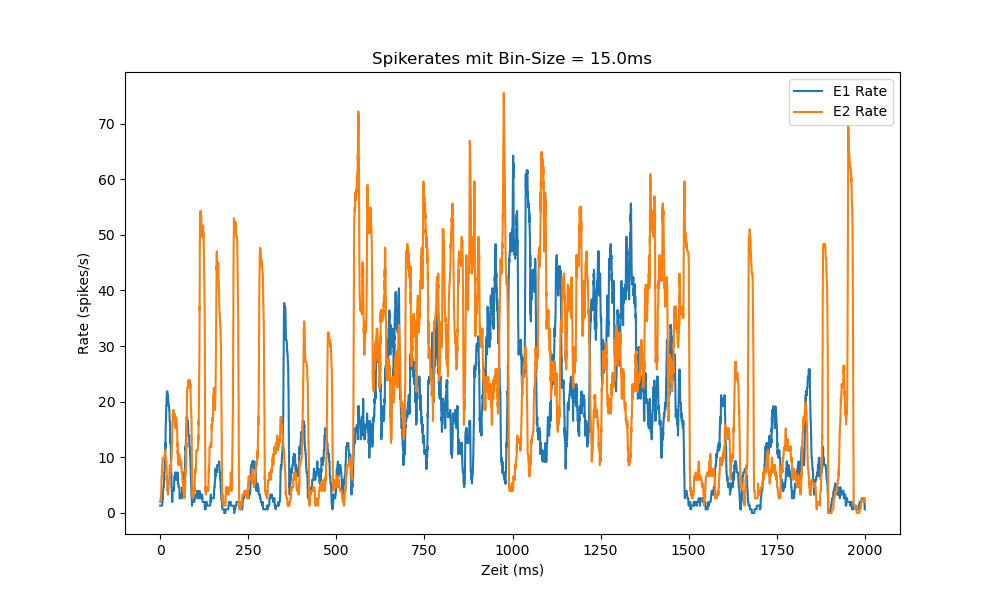 Spikerates mit Bin-Size = 15.0ms
E1 Rate
E2 Rate
Rate (spikes/s)
70
60
50
40
30
20
10
0
0 250 500 750 1000 1250 1500 1750 2000
Zeit (ms)